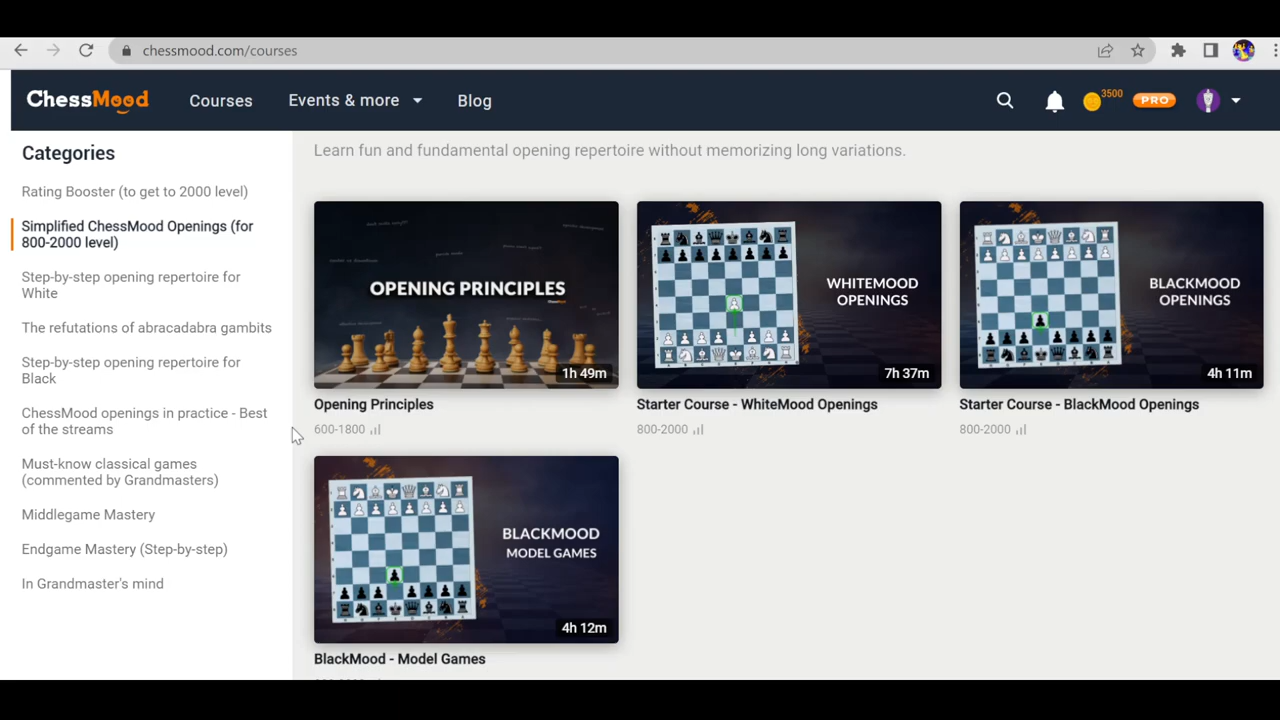 chessmood.com/courses
ChessMood
Courses
Events & more
Blog
3500
PRO
Categories
Rating Booster (to get to 2000 level)
Simplified ChessMood Openings (for
800-2000 level)
Step-by-step opening repertoire for
White
The refutations of abracadabra gambits
Step-by-step opening repertoire for
Black
ChessMood openings in practice - Best
of the streams
Must-know classical games
(commented by Grandmasters)
Middlegame Mastery
Endgame Mastery (Step-by-step)
In Grandmaster's mind
Learn fun and fundamental opening repertoire without memorizing long variations.
OPENING PRINCIPLES
1h 49m
Opening Principles
600-1800
WHITEMOOD
OPENINGS
7h 37m
Starter Course - WhiteMood Openings
800-2000
BLACKMOOD
OPENINGS
4h 11m
Starter Course - BlackMood Openings
800-2000
BLACKMOOD
MODEL GAMES
4h 12m
BlackMood - Model Games